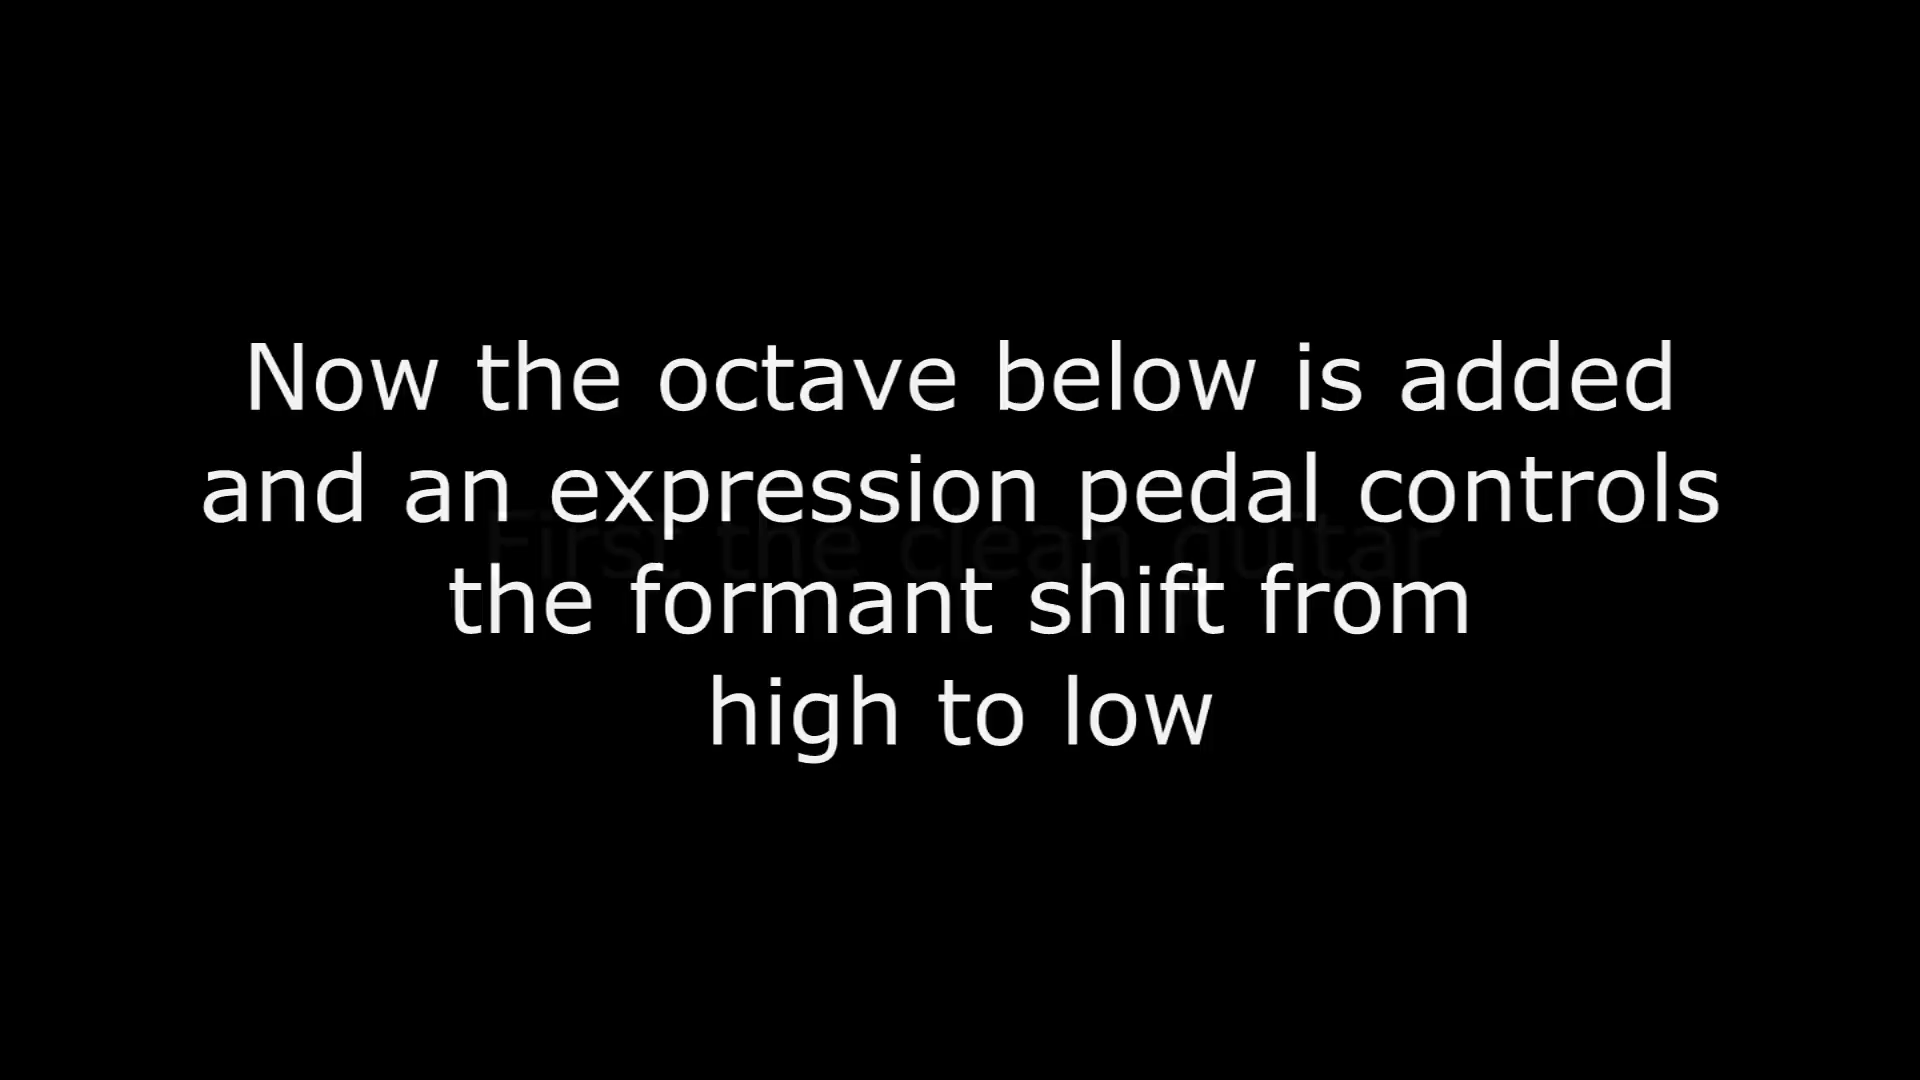 Now the octave below is added
and an expression pedal controls
First the clean guitar
the formant shift from
high to low